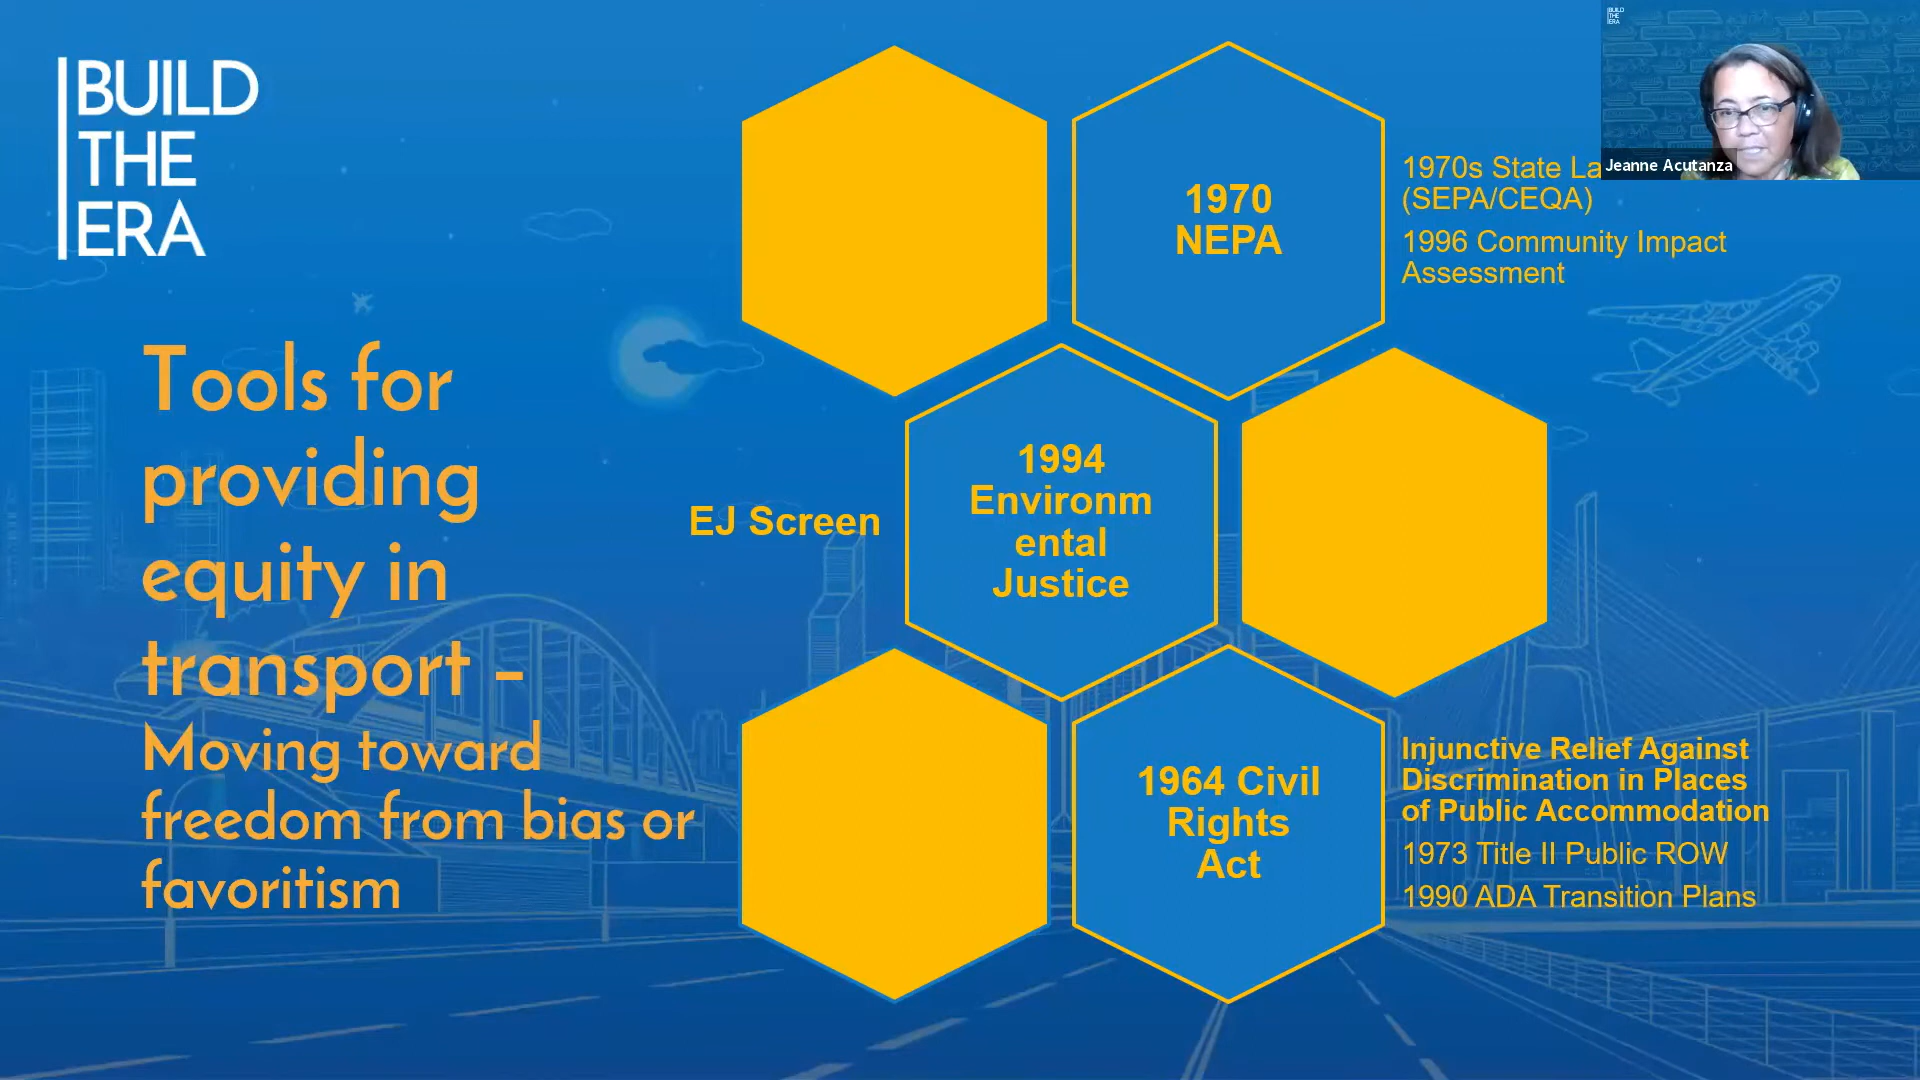 BUILD
THE
ERA
Tools for
providing
equity in
transport –
Moving toward
freedom from bias or
favoritism
1970
NEPA
1970s State La
(SEPA/CEQA)
1996 Community Impact
Assessment
EJ Screen
1994
Environm
ental
Justice
1964 Civil
Rights
Act
Injunctive Relief Against
Discrimination in Places
of Public Accommodation
1973 Title II Public ROW
1990 ADA Transition Plans
BUILD
THE
ERA
Jeanne Acutanza